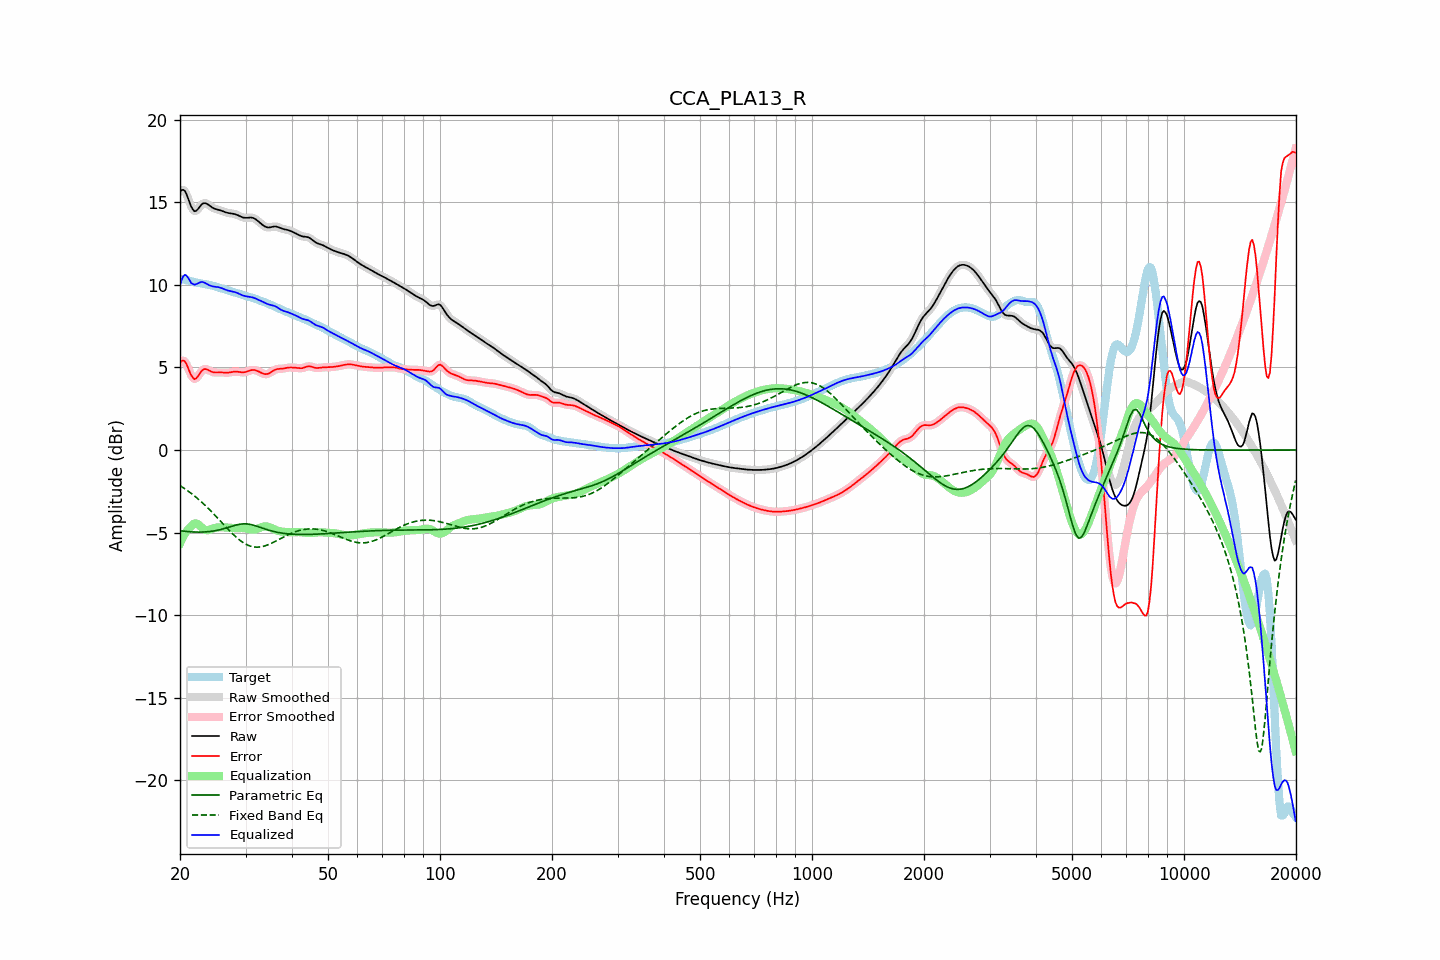 CCA_PLA13_R
Amplitude (dBr)
20
15
10
5
0
−5
−10
−15
−20
Target
Raw Smoothed
Error Smoothed
Raw
Error
Equalization
Parametric Eq
Fixed Band Eq
Equalized
20 50 100 200 500 1000 2000 5000 10000 20000
Frequency (Hz)